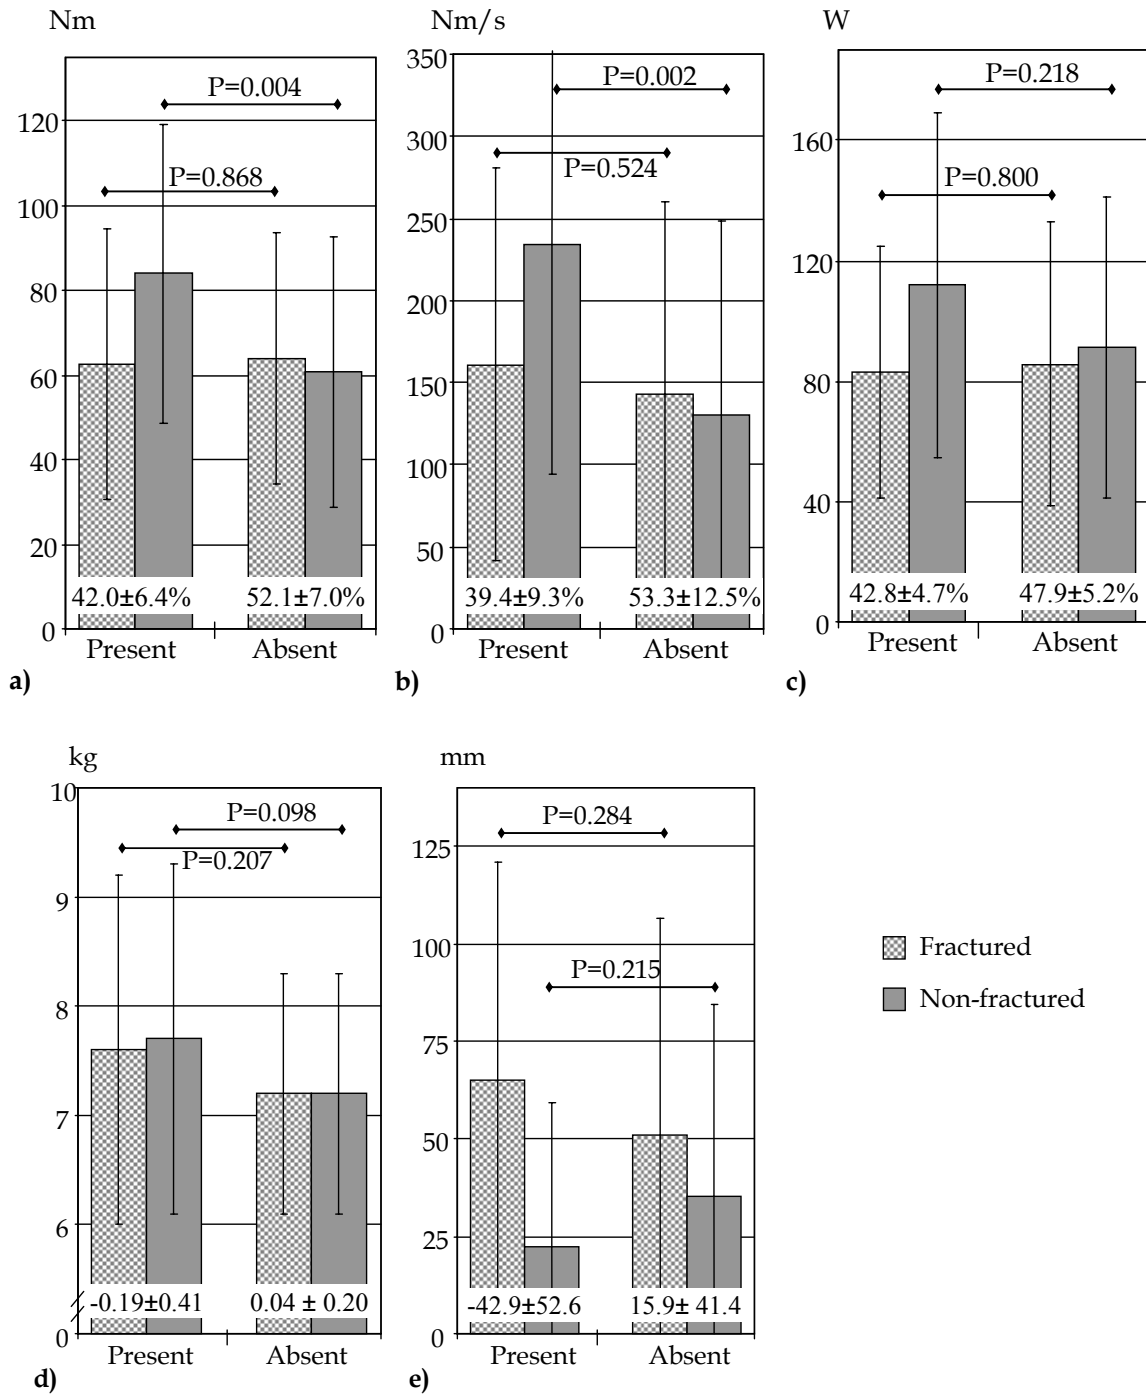 Nm
120
100
80
60
40
20
0
P=0.004
P=0.868
42.0±6.4%
52.1±7.0%
Present
Absent
a)
Nm/s
350
300
250
200
150
100
50
0
P=0.002
P=0.524
39.4±9.3%
53.3±12.5%
Present
Absent
b)
W
160
120
80
40
0
P=0.218
P=0.800
42.8±4.7%
47.9±5.2%
Present
Absent
c)
kg
10
9
8
7
6
0
P=0.098
P=0.207
-0.19±0.41
0.04 ± 0.20
Present
Absent
d)
mm
125
100
75
50
25
0
P=0.284
P=0.215
-42.9±52.6
15.9± 41.4
Present
Absent
e)
Fractured
Non-fractured